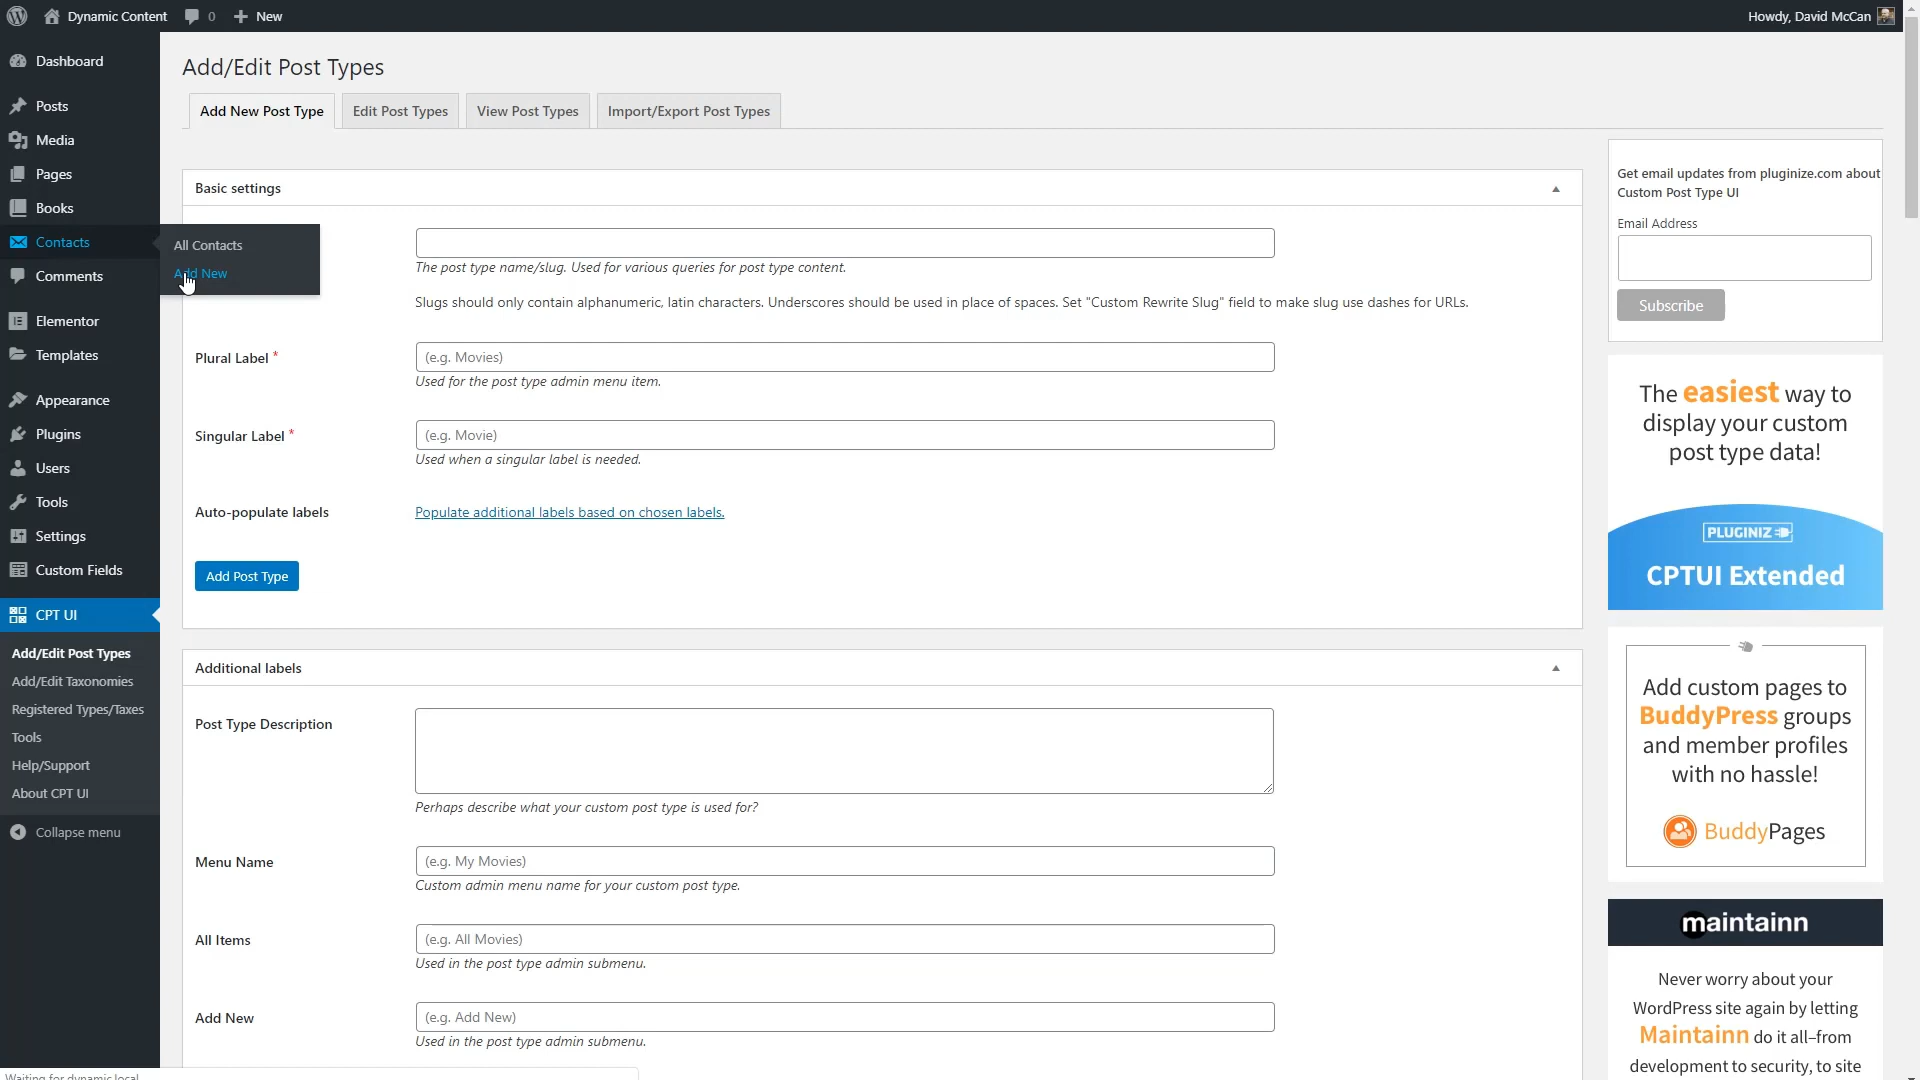 Dynamic Content
0
New
Howdy, David McCan
Dashboard
Posts
Media
Pages
Books
Contacts
All Contacts
Add New
Comments
Elementor
Templates
Appearance
Plugins
Users
Tools
Settings
Custom Fields
CPT UI
Add/Edit Post Types
Add/Edit Taxonomies
Registered Types/Taxes
Tools
Help/Support
About CPT UI
Collapse menu
Add/Edit Post Types
Add New Post Type
Edit Post Types
View Post Types
Import/Export Post Types
Basic settings
The post type name/slug. Used for various queries for post type content.
Slugs should only contain alphanumeric, latin characters. Underscores should be used in place of spaces. Set "Custom Rewrite Slug" field to make slug use dashes for URLs.
Plural Label *
(e.g. Movies)
Used for the post type admin menu item.
Singular Label *
(e.g. Movie)
Used when a singular label is needed.
Auto-populate labels
Populate additional labels based on chosen labels.
Add Post Type
Additional labels
Post Type Description
Perhaps describe what your custom post type is used for?
Menu Name
(e.g. My Movies)
Custom admin menu name for your custom post type.
All Items
(e.g. All Movies)
Used in the post type admin submenu.
Add New
(e.g. Add New)
Used in the post type admin submenu.
Get email updates from pluginize.com about
Custom Post Type UI
Email Address
Subscribe
The easiest way to
display your custom
post type data!
PLUGINIZ
CPTUI Extended
Add custom pages to
BuddyPress groups
and member profiles
with no hassle!
BuddyPages
maintainn
Never worry about your
WordPress site again by letting
Maintainn do it all–from
development to security, to site
Waiting for dynamic.local